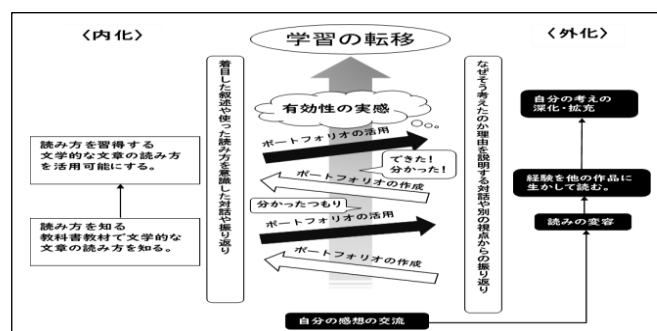 〈内化〉
学習の転移
〈外化〉
着目した叙述や使った読み方を意識した対話や振り返り
なぜそう考えたのか理由を説明する対話や別の視点からの振り返り
有効性の実感
自分の考えの
深化・拡充
ポートフォリオの活用
読み方を習得する
文学的な文章の読み方
を活用可能にする。
できた!
分かった!
ポートフォリオの作成
経験を他の作品に
生かして読む。
分かったつもり
ポートフォリオの活用
読み方を知る
教科書教材で文学的な
文章の読み方を知る。
読みの変容
ポートフォリオの作成
自分の感想の交流